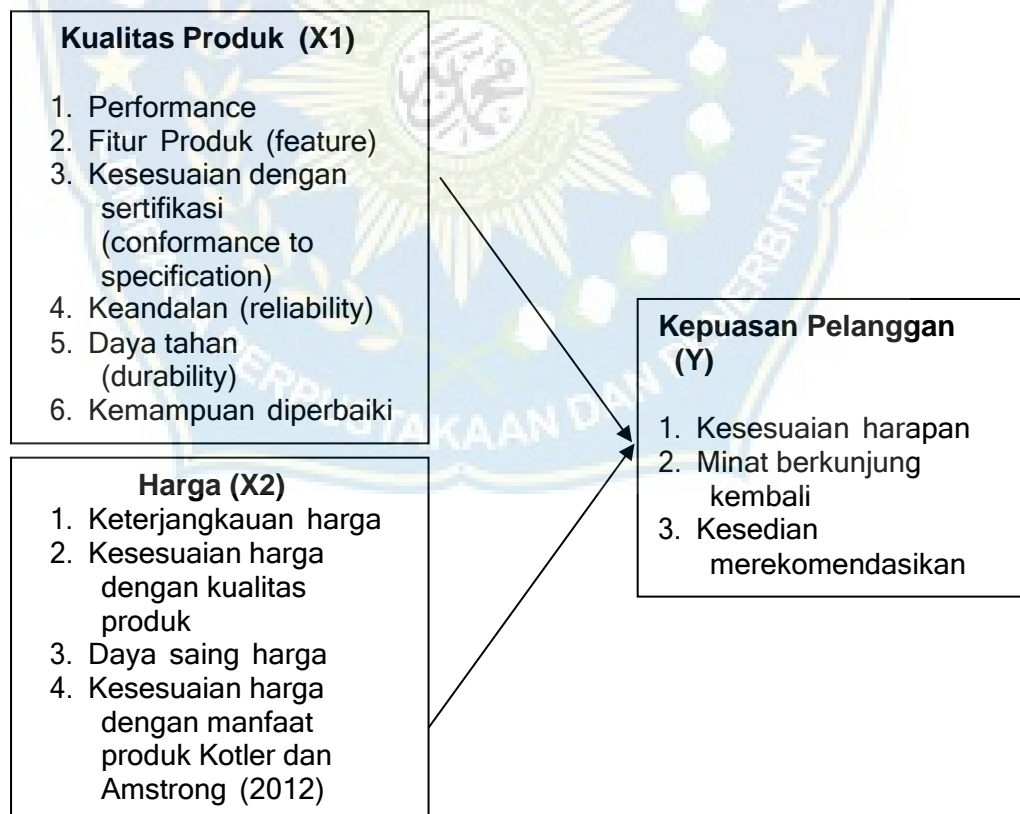 Kualitas Produk (X1)
1. Performance
2. Fitur Produk (feature)
3. Kesesuaian dengan
sertifikasi
(conformance to
specification)
4. Keandalan (reliability)
5. Daya tahan
(durability)
6. Kemampuan diperbaiki
Harga (X2)
1. Keterjangkauan harga
2. Kesesuaian harga
dengan kualitas
produk
3. Daya saing harga
4. Kesesuaian harga
dengan manfaat
produk Kotler dan
Amstrong (2012)
Kepuasan Pelanggan
(Y)
1. Kesesuaian harapan
2. Minat berkunjung
kembali
3. Kesedian
merekomendasikan
PERPUSTAKAAN DAN PENERBITAN